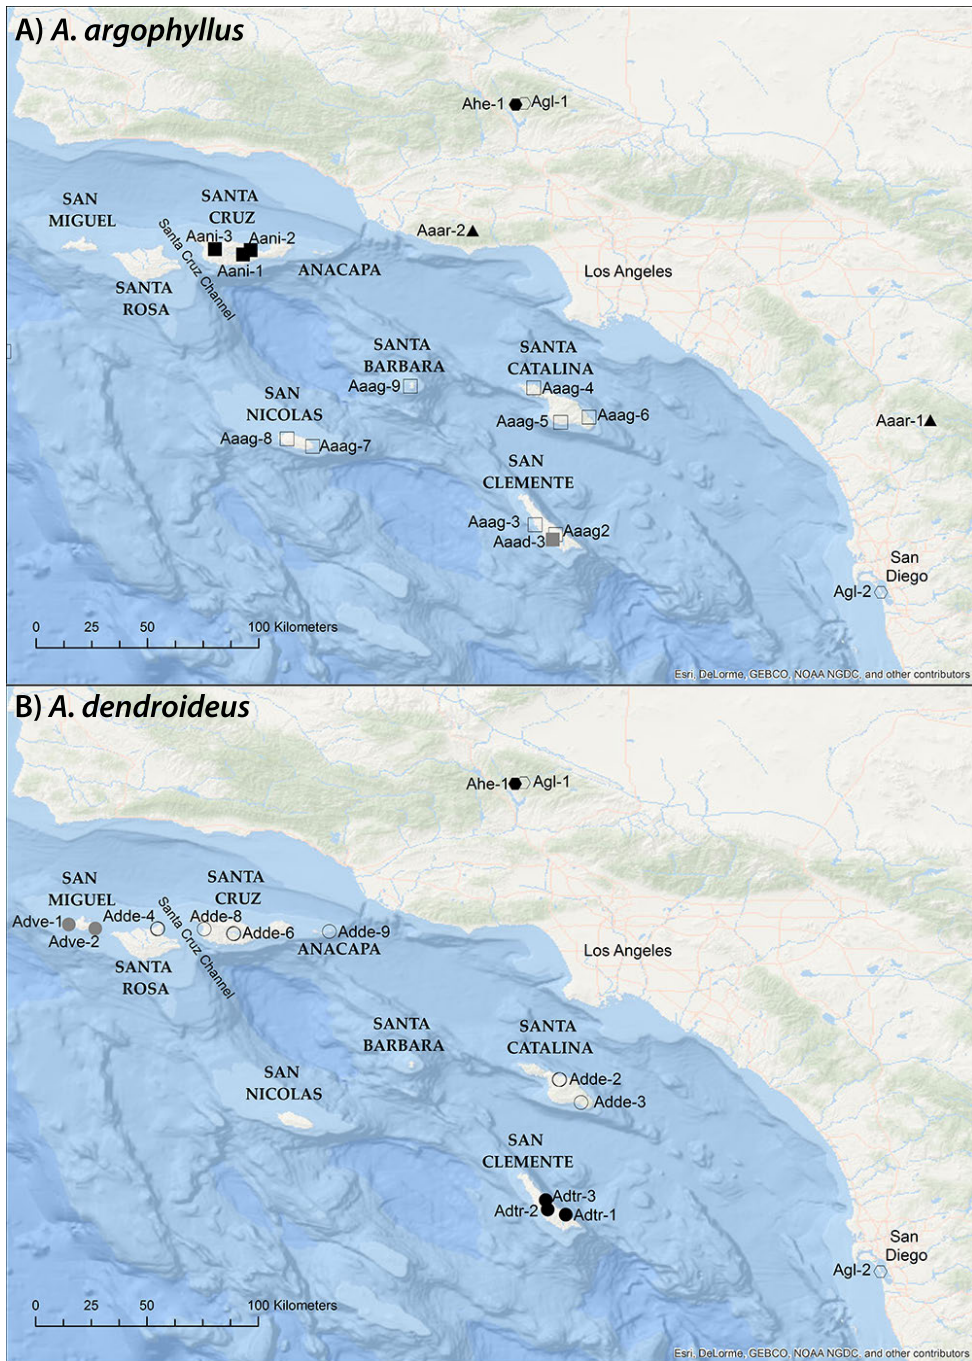 A) A. argophyllus
Ahe-1 Agl-1
SAN
MIGUEL
SANTA
CRUZ
Aani-3
Aani-2
Aani-1
Santa Cruz Channel
SANTA
ROSA
ANACAPA
Aaar-2
Los Angeles
SANTA
BARBARA
Aaag-9
SANTA
CATALINA
Aaag-4
Aaag-5
Aaag-6
SAN
NICOLAS
Aaag-8
Aaag-7
Aaar-1
SAN
CLEMENTE
Aaag-3
Aaag2
Aaad-3
San
Diego
Agl-2
0 25 50 100 Kilometers
Esri, DeLorme, GEBCO, NOAA NGDC, and other contributors
B) A. dendroideus
Ahe-1 Agl-1
SAN
MIGUEL
SANTA
CRUZ
Adve-1
Adve-2
Adde-4
Santa Cruz Channel
Adde-8
Adde-6
Adde-9
ANACAPA
SANTA
ROSA
Los Angeles
SANTA
BARBARA
SANTA
CATALINA
Adde-2
Adde-3
SAN
NICOLAS
SAN
CLEMENTE
Adtr-3
Adtr-2
Adtr-1
San
Diego
Agl-2
0 25 50 100 Kilometers
Esri, DeLorme, GEBCO, NOAA NGDC, and other contributors